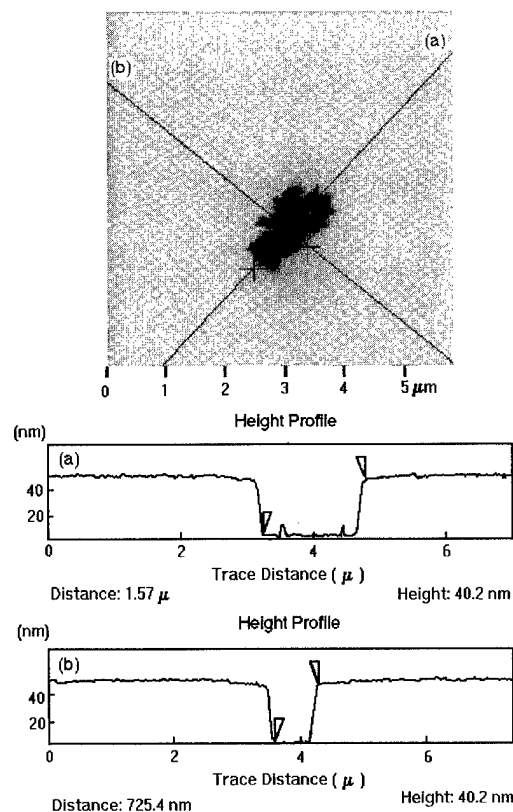 (a)
(b)
0 1 2 3 4 5 μm
Height Profile
(nm)
(a)
40
20
0 2 4 6
Trace Distance ( μ )
Distance: 1.57 μ Height: 40.2 nm
Height Profile
(nm)
(b)
40
20
0 2 4 6
Trace Distance ( μ )
Distance: 725.4 nm Height: 40.2 nm